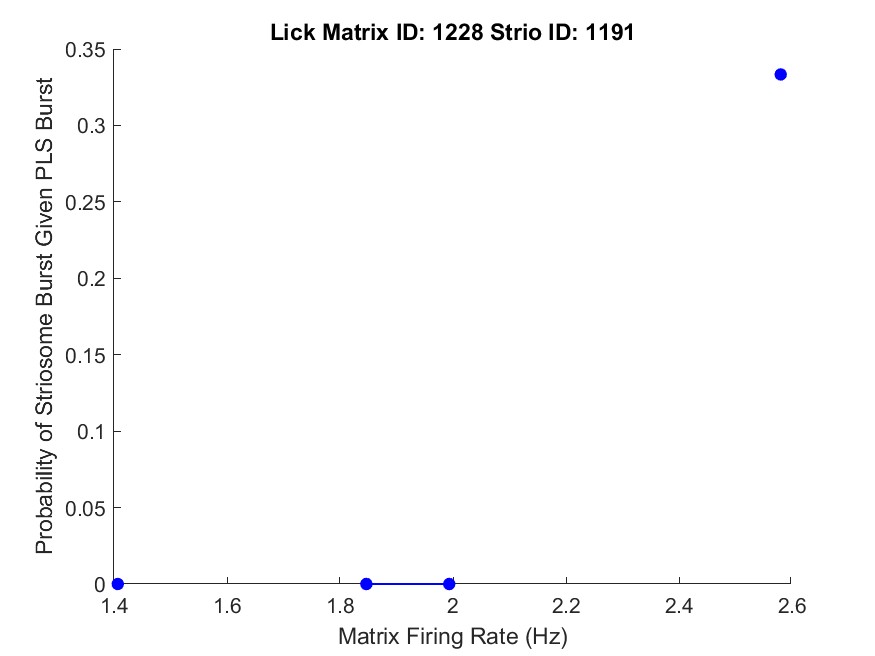 Lick Matrix ID: 1228 Strio ID: 1191
Probability of Striosome Burst Given PLS Burst
0.35
0.3
0.25
0.2
0.15
0.1
0.05
0
1.4 1.6 1.8 2 2.2 2.4 2.6
Matrix Firing Rate (Hz)